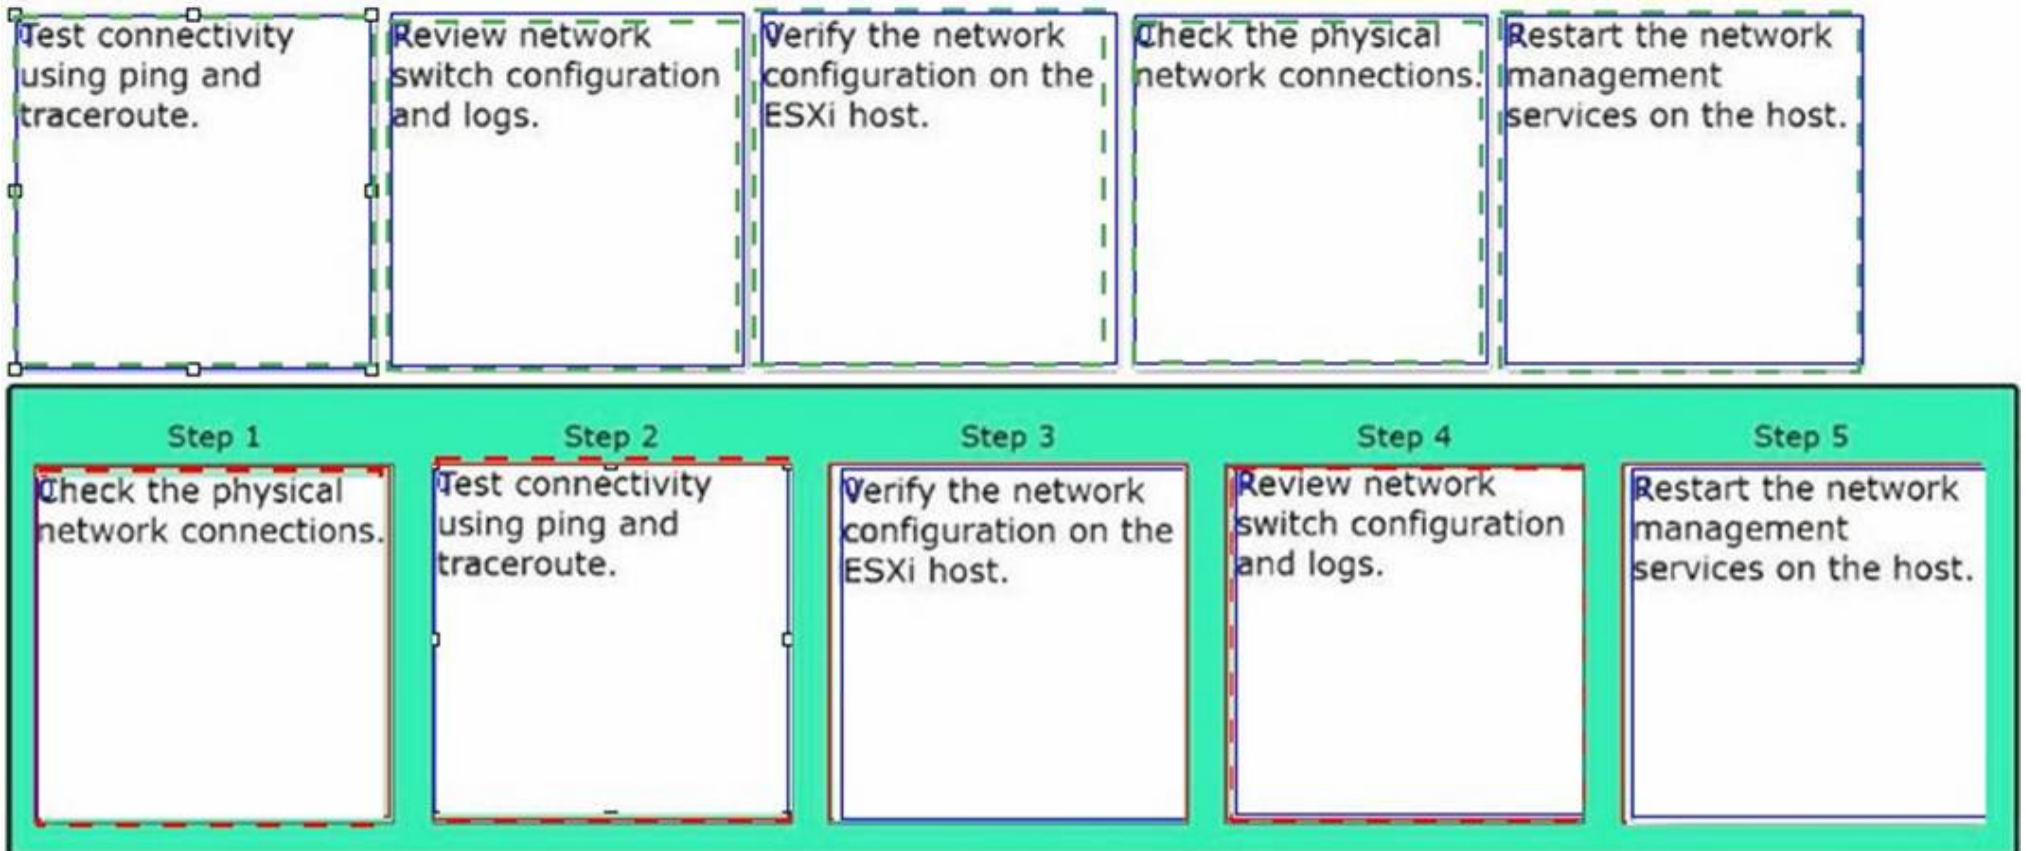 Test connectivity
using ping and
traceroute.
Review network
switch configuration
and logs.
Verify the network
configuration on the
ESXi host.
Check the physical
network connections.
Restart the network
management
services on the host.
Step 1
Check the physical
network connections.
Step 2
Test connectivity
using ping and
traceroute.
Step 3
Verify the network
configuration on the
ESXi host.
Step 4
Review network
switch configuration
and logs.
Step 5
Restart the network
management
services on the host.